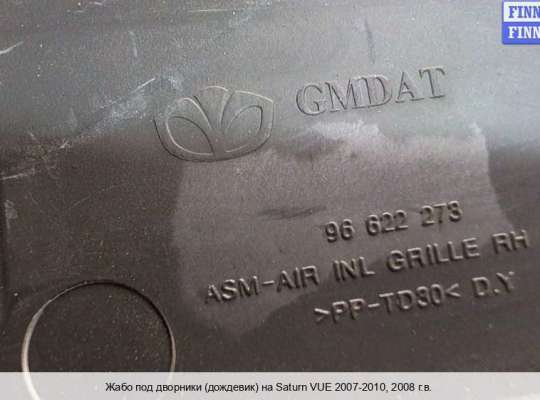 FINN
FINN
GMDAT
96 622 273
ASM-AIR INL GRILLE RH
>PP-TD30< D.Y
Жабо под дворники (дождевик) на Saturn VUE 2007-2010, 2008 г.в.